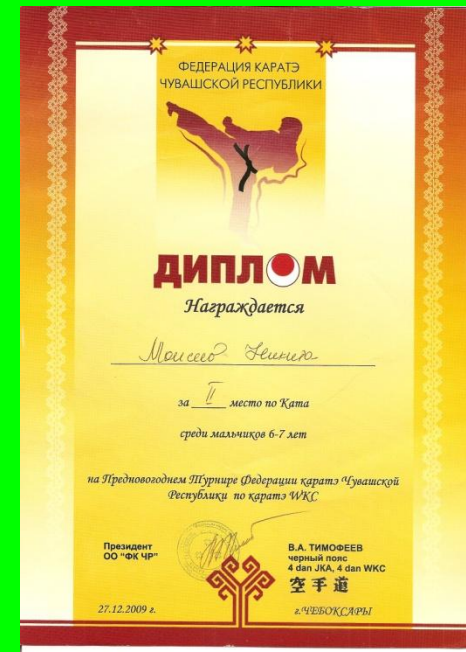 ФЕДЕРАЦИЯ КАРАТЭ
ЧУВАШСКОЙ РЕСПУБЛИКИ
ДИПЛОМ
Награждается
Моисеев Никита
за II место по Ката
среди мальчиков 6-7 лет
на Предновогоднем Турнире Федерации каратэ Чувашской
Республики по каратэ WKC
Президент
ОО "ФК ЧР"
В.А. ТИМОФЕЕВ
черный пояс
4 dan JKA, 4 dan WKC
空手道
27.12.2009 г.
г.ЧЕБОКСАРЫ